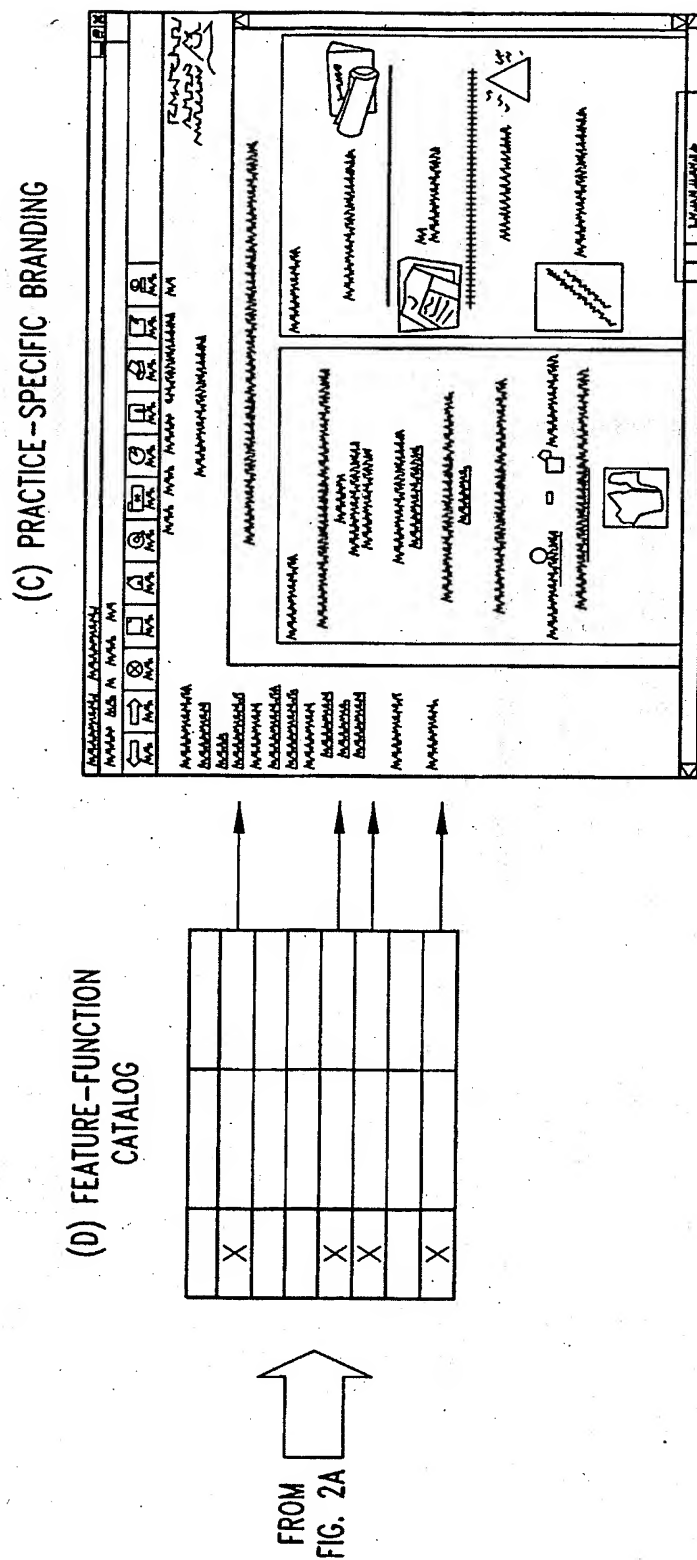 (C) PRACTICE-SPECIFIC BRANDING
(D) FEATURE-FUNCTION
CATALOG
X
X
X
X
FROM
FIG. 2A